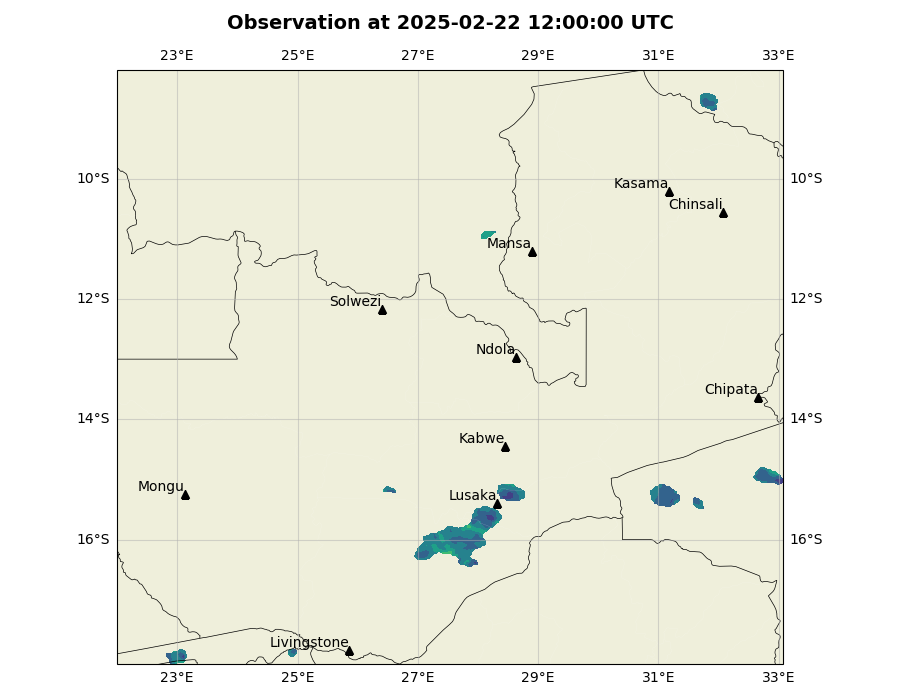 Observation at 2025-02-22 12:00:00 UTC
23°E 25°E 27°E 29°E 31°E 33°E
10°S 10°S
Kasama
Chinsali
Mansa
12°S 12°S
Solwezi
Ndola
Chipata
14°S 14°S
Kabwe
Mongu
Lusaka
16°S 16°S
Livingstone
23°E 25°E 27°E 29°E 31°E 33°E